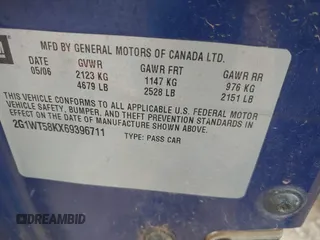 GM
MFD BY GENERAL MOTORS OF CANADA LTD.
DATE GVWR GAWR FRT GAWR RR
05/06 2123 KG 1147 KG 976 KG
4679 LB 2528 LB 2151 LB
THIS VEHICLE CONFORMS TO ALL APPLICABLE U.S. FEDERAL MOTOR
VEHICLE SAFETY, BUMPER, AND THEFT PREVENTION STANDARDS IN
EFFECT ON THE DATE OF MANUFACTURE SHOWN ABOVE.
2G1WT58KX69396711 TYPE: PASS CAR
DREAMBID